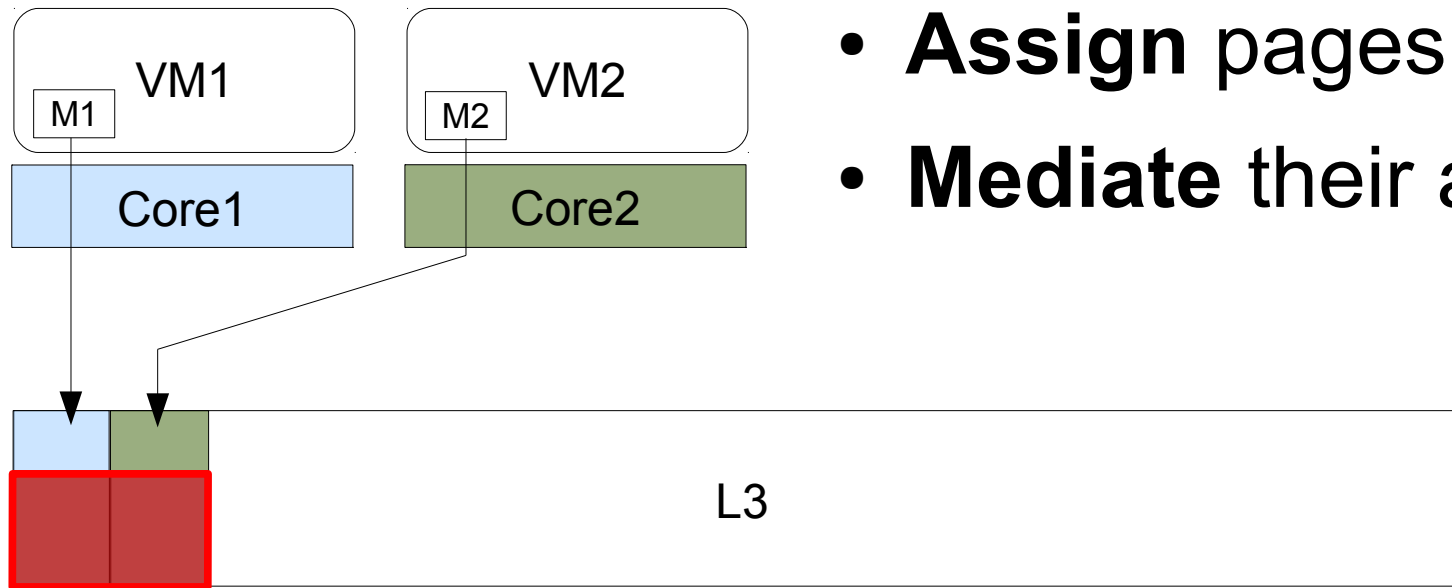 VM1
M1
Core1
VM2
M2
Core2
• Assign pages
• Mediate their
L3